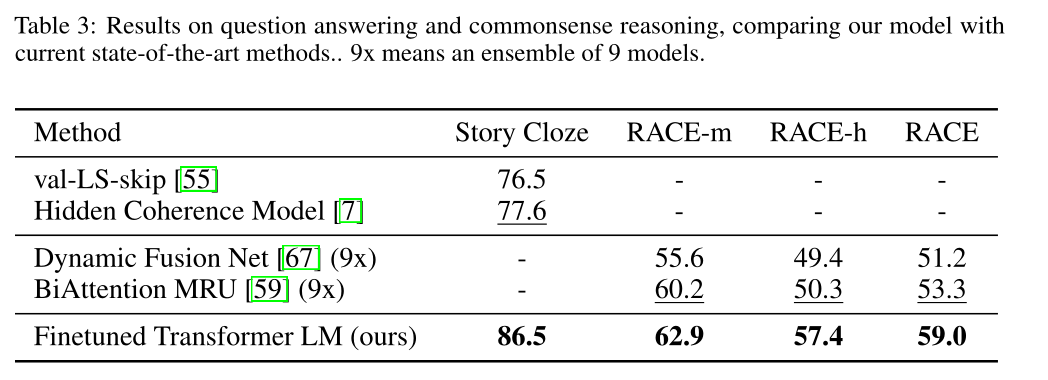 Table 3: Results on question answering and commonsense reasoning, comparing our model with
current state-of-the-art methods.. 9x means an ensemble of 9 models.
Method Story Cloze RACE-m RACE-h RACE
val-LS-skip [55] 76.5 - - -
Hidden Coherence Model [7] 77.6 - - -
Dynamic Fusion Net [67] (9x) - 55.6 49.4 51.2
BiAttention MRU [59] (9x) - 60.2 50.3 53.3
Finetuned Transformer LM (ours) 86.5 62.9 57.4 59.0